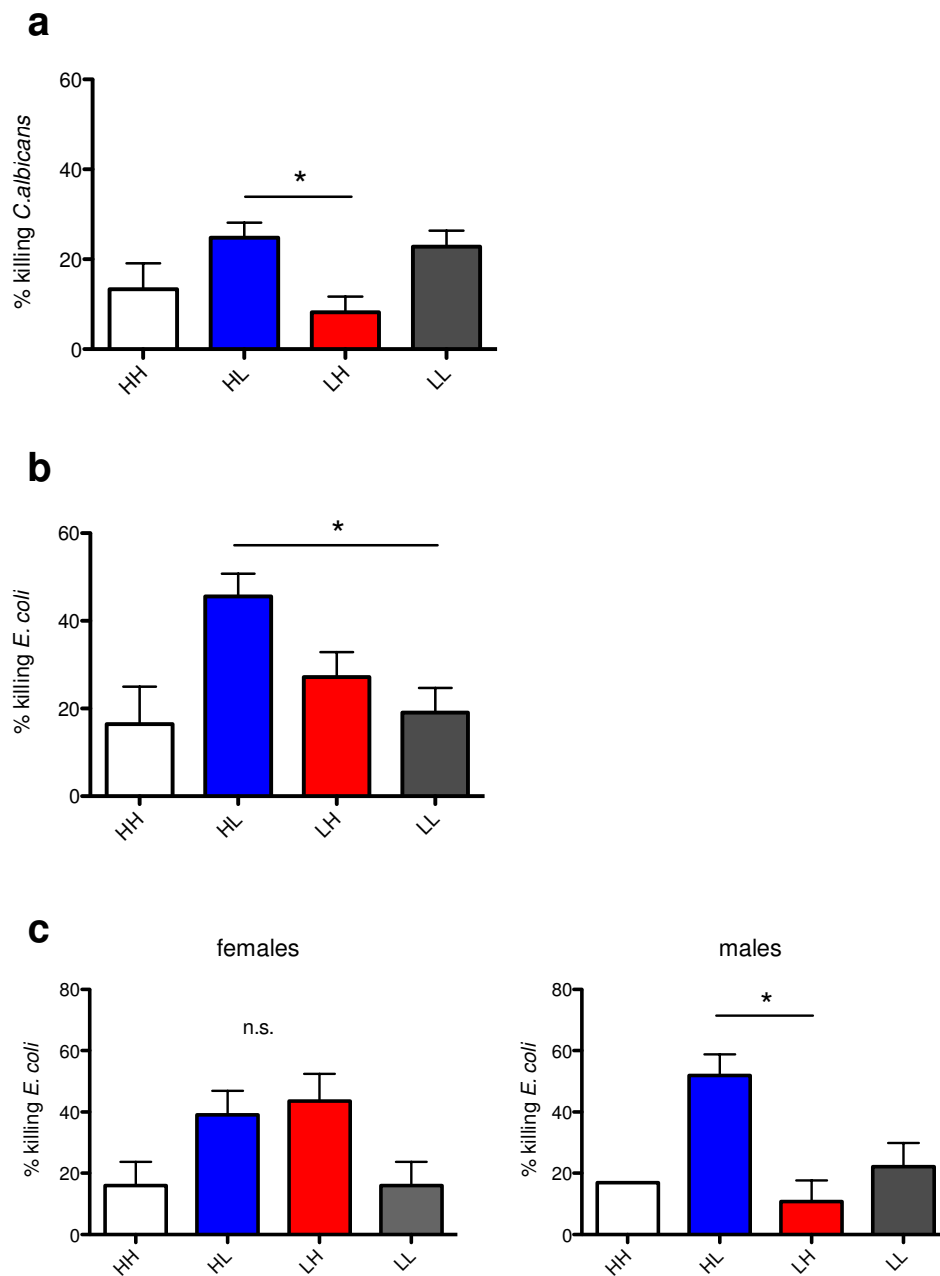 a
60
40
20
0
% killing C.albicans
*
HH
HL
LH
LL
b
60
40
20
0
% killing E. coli
*
HH
HL
LH
LL
c
females
80
60
40
20
0
% killing E. coli
n.s.
HH
HL
LH
LL
males
80
60
40
20
0
% killing E. coli
*
HH
HL
LH
LL